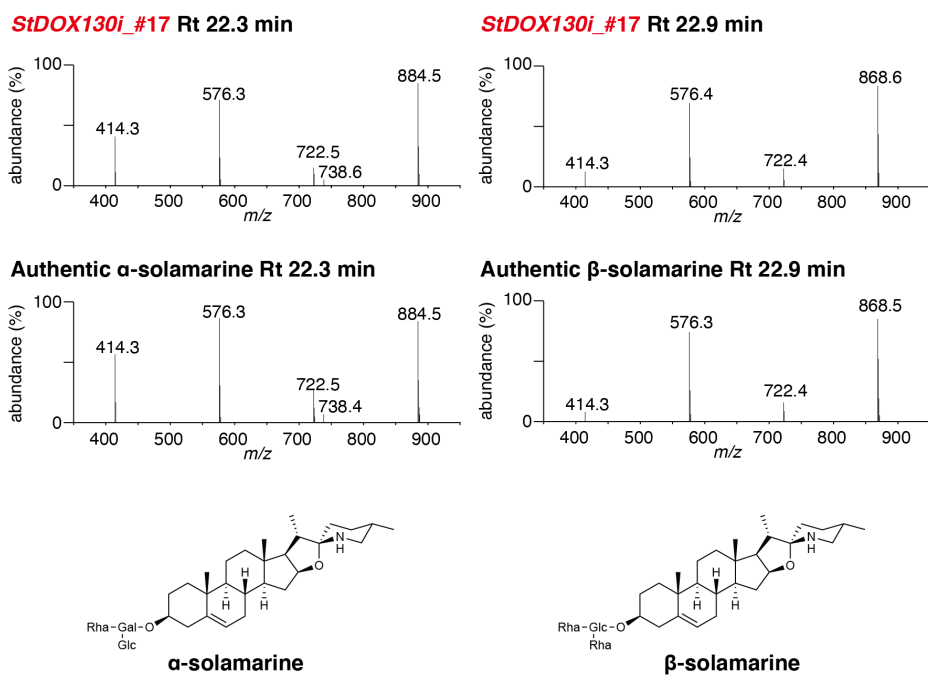 StDOX130i_#17 Rt 22.3 min
abundance (%)
100
0
414.3
576.3
722.5
738.6
884.5
400 500 600 700 800 900
m/z
StDOX130i_#17 Rt 22.9 min
abundance (%)
100
0
414.3
576.4
722.4
868.6
400 500 600 700 800 900
m/z
Authentic α-solamarine Rt 22.3 min
abundance (%)
100
0
414.3
576.3
722.5
738.4
884.5
400 500 600 700 800 900
m/z
Authentic β-solamarine Rt 22.9 min
abundance (%)
100
0
414.3
576.3
722.4
868.5
400 500 600 700 800 900
m/z
N
H
O
H
H
H
Rha Gal O
Glc
α-solamarine
N
H
O
H
H
H
Rha Glc O
Rha
β-solamarine